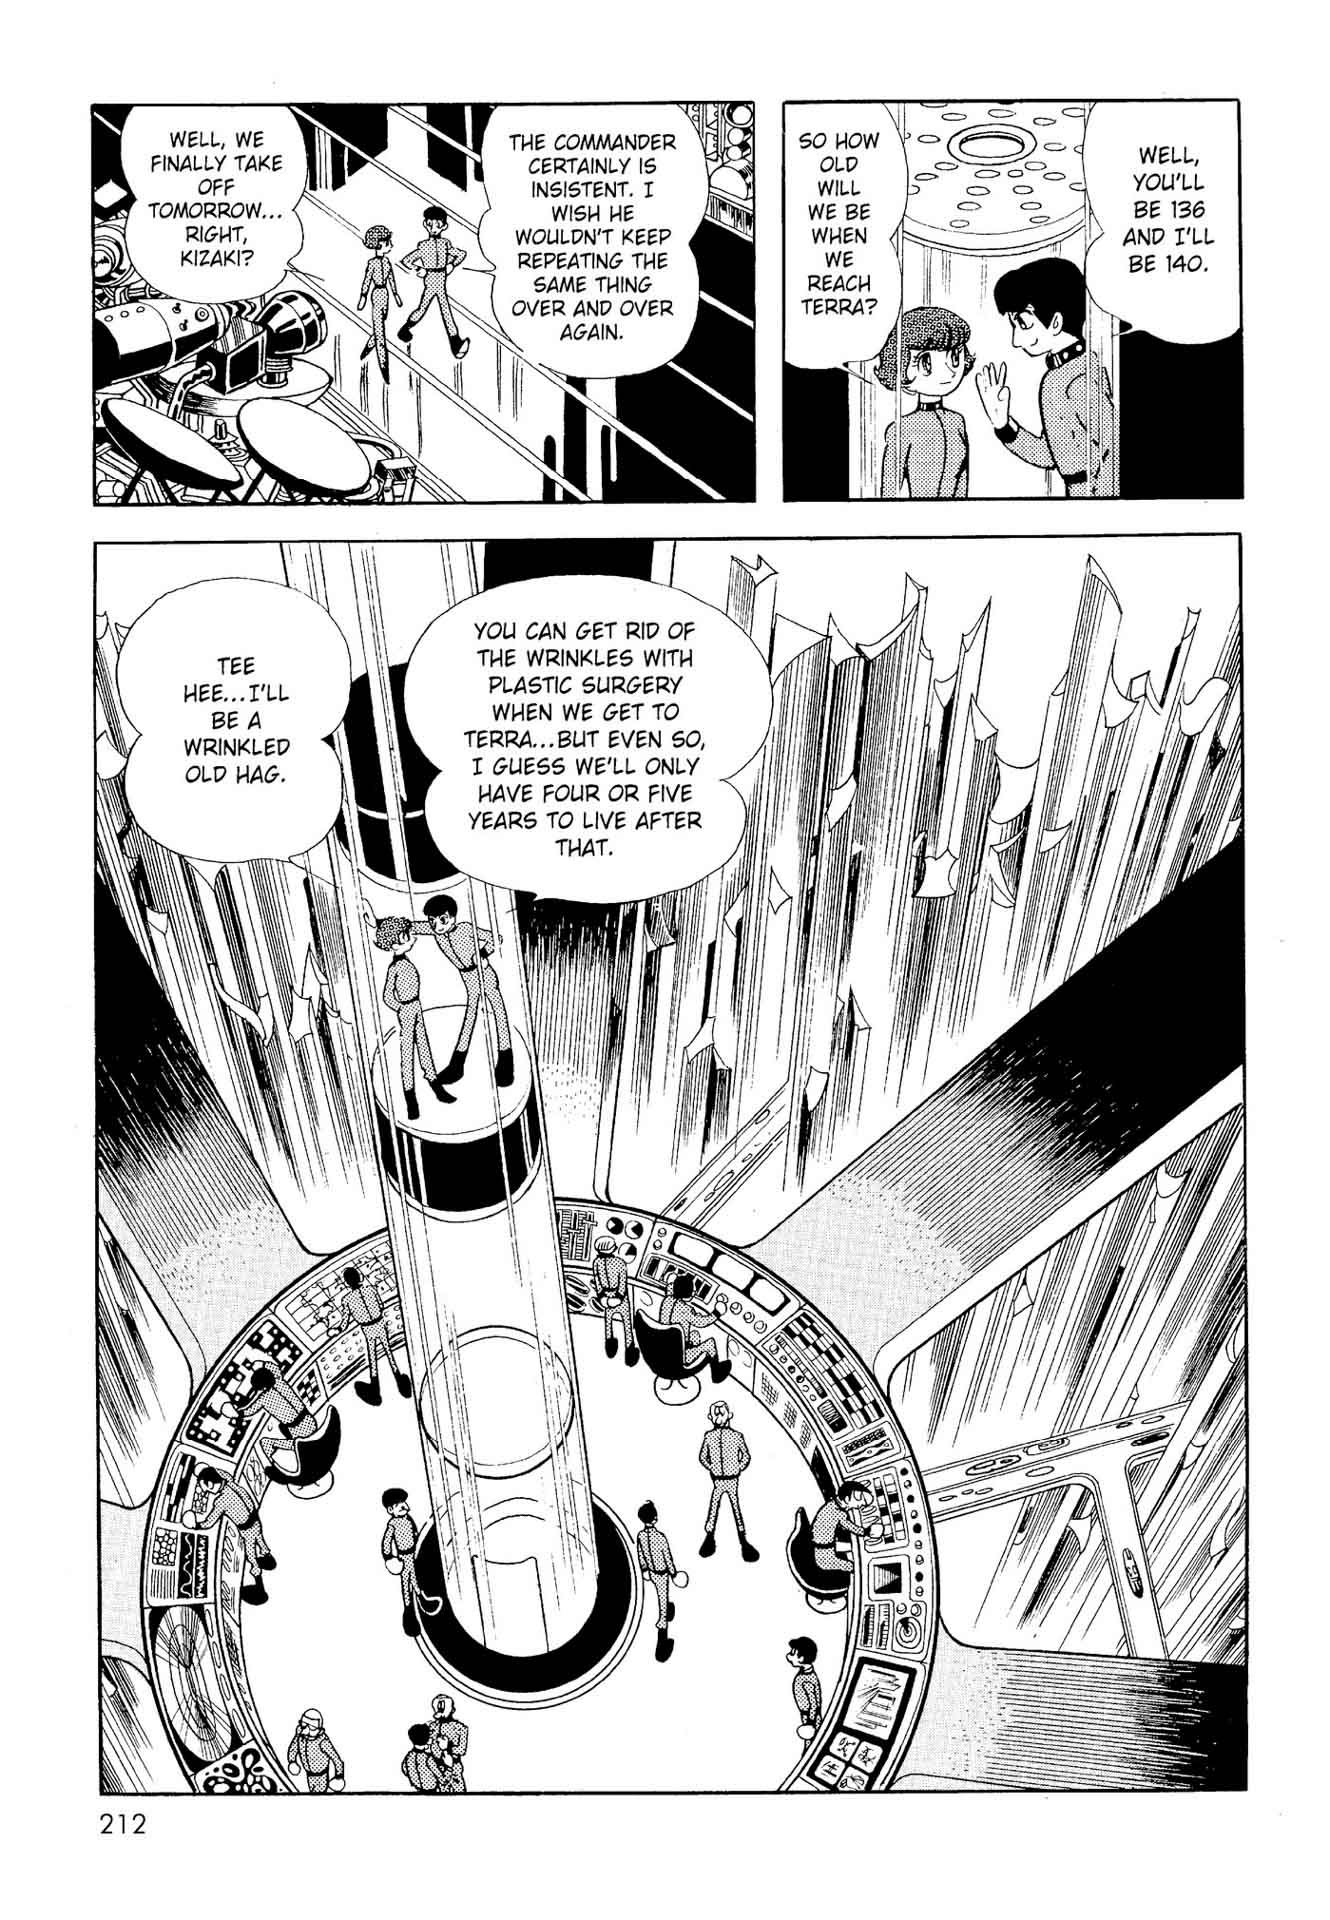 WELL, WE
FINALLY TAKE
OFF
TOMORROW...
RIGHT,
KIZAKI?
THE COMMANDER
CERTAINLY IS
INSISTENT. I
WISH HE
WOULDN'T KEEP
REPEATING THE
SAME THING
OVER AND OVER
AGAIN.
SO HOW
OLD
WILL
WE BE
WHEN
WE
REACH
TERRA?
WELL,
YOU'LL
BE 136
AND I'LL
BE 140.
TEE
HEE...I'LL
BE A
WRINKLED
OLD HAG.
YOU CAN GET RID OF
THE WRINKLES WITH
PLASTIC SURGERY
WHEN WE GET TO
TERRA...BUT EVEN SO,
I GUESS WE'LL ONLY
HAVE FOUR OR FIVE
YEARS TO LIVE AFTER
THAT.
212